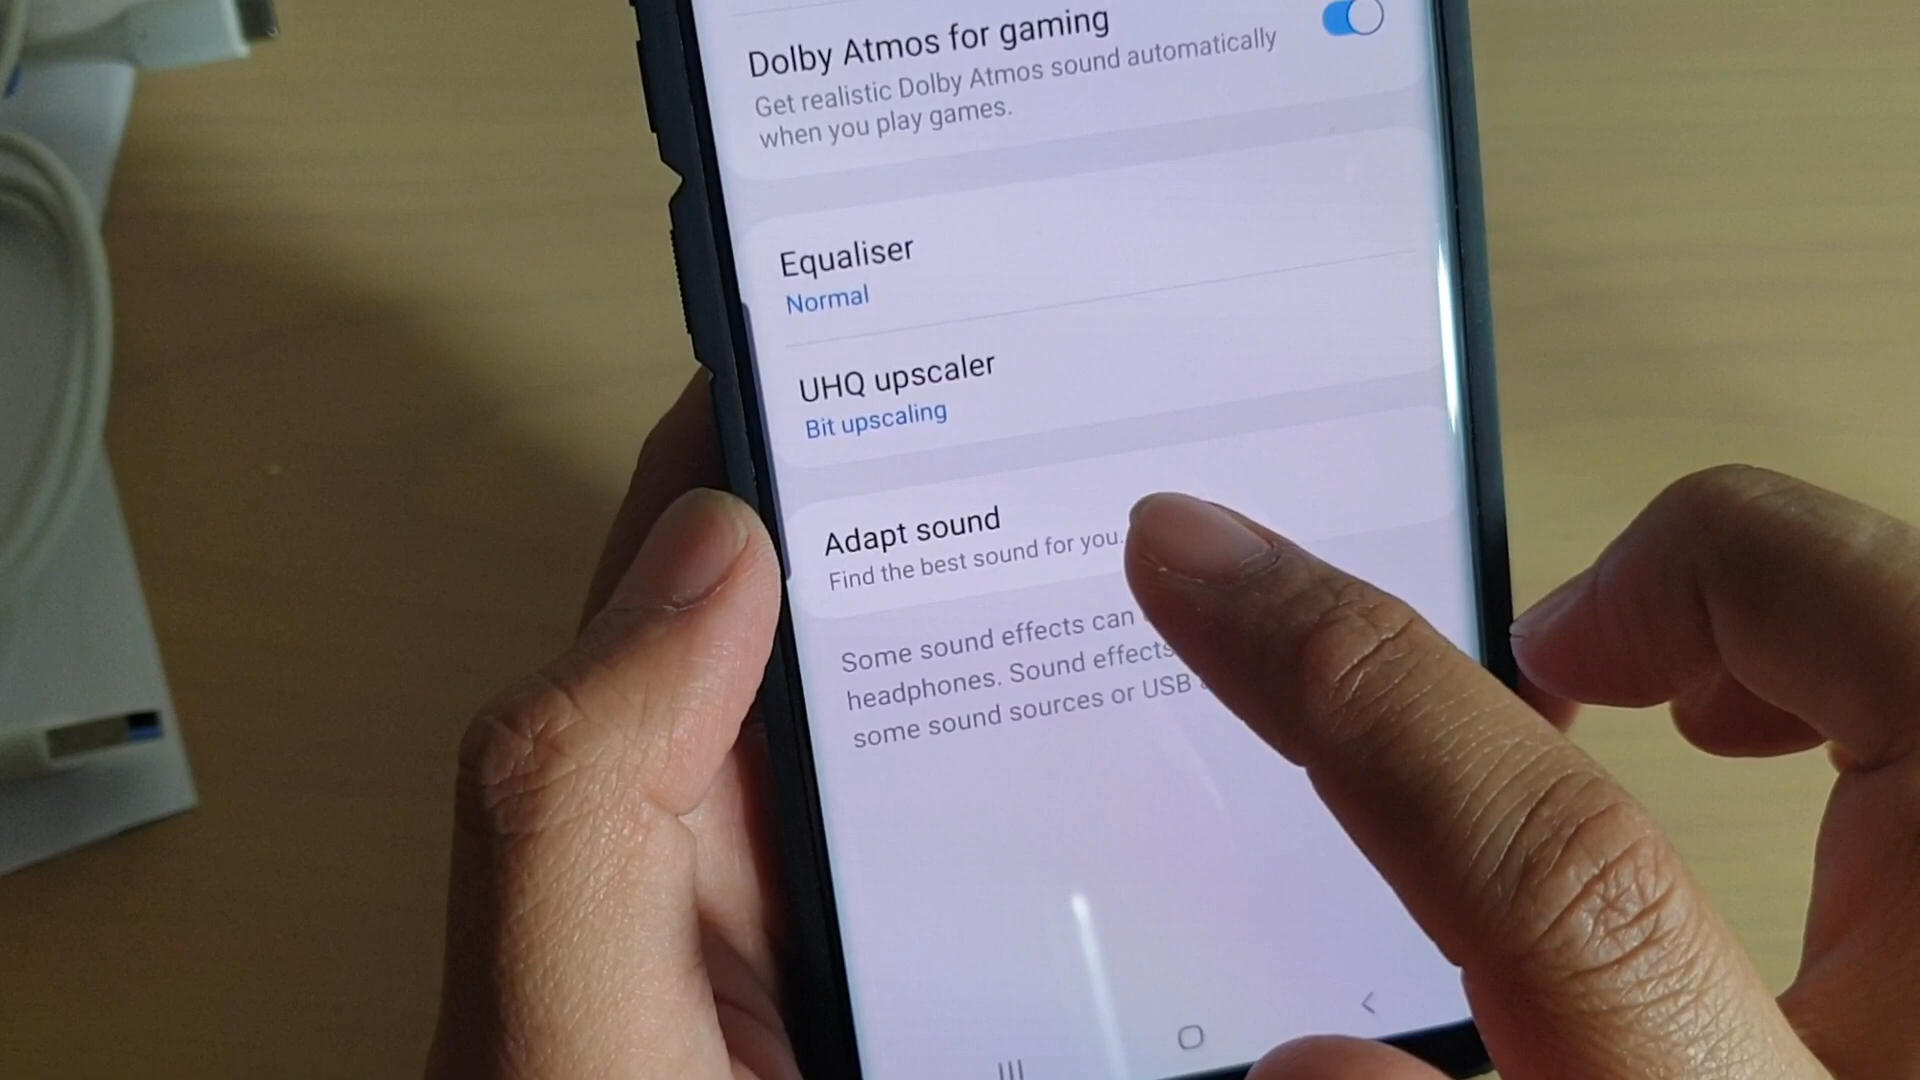 Dolby Atmos for gaming
Get realistic Dolby Atmos sound automatically
when you play games.
Equaliser
Normal
UHQ upscaler
Bit upscaling
Adapt sound
Find the best sound for you.
Some sound effects can
headphones. Sound effects
some sound sources or USB